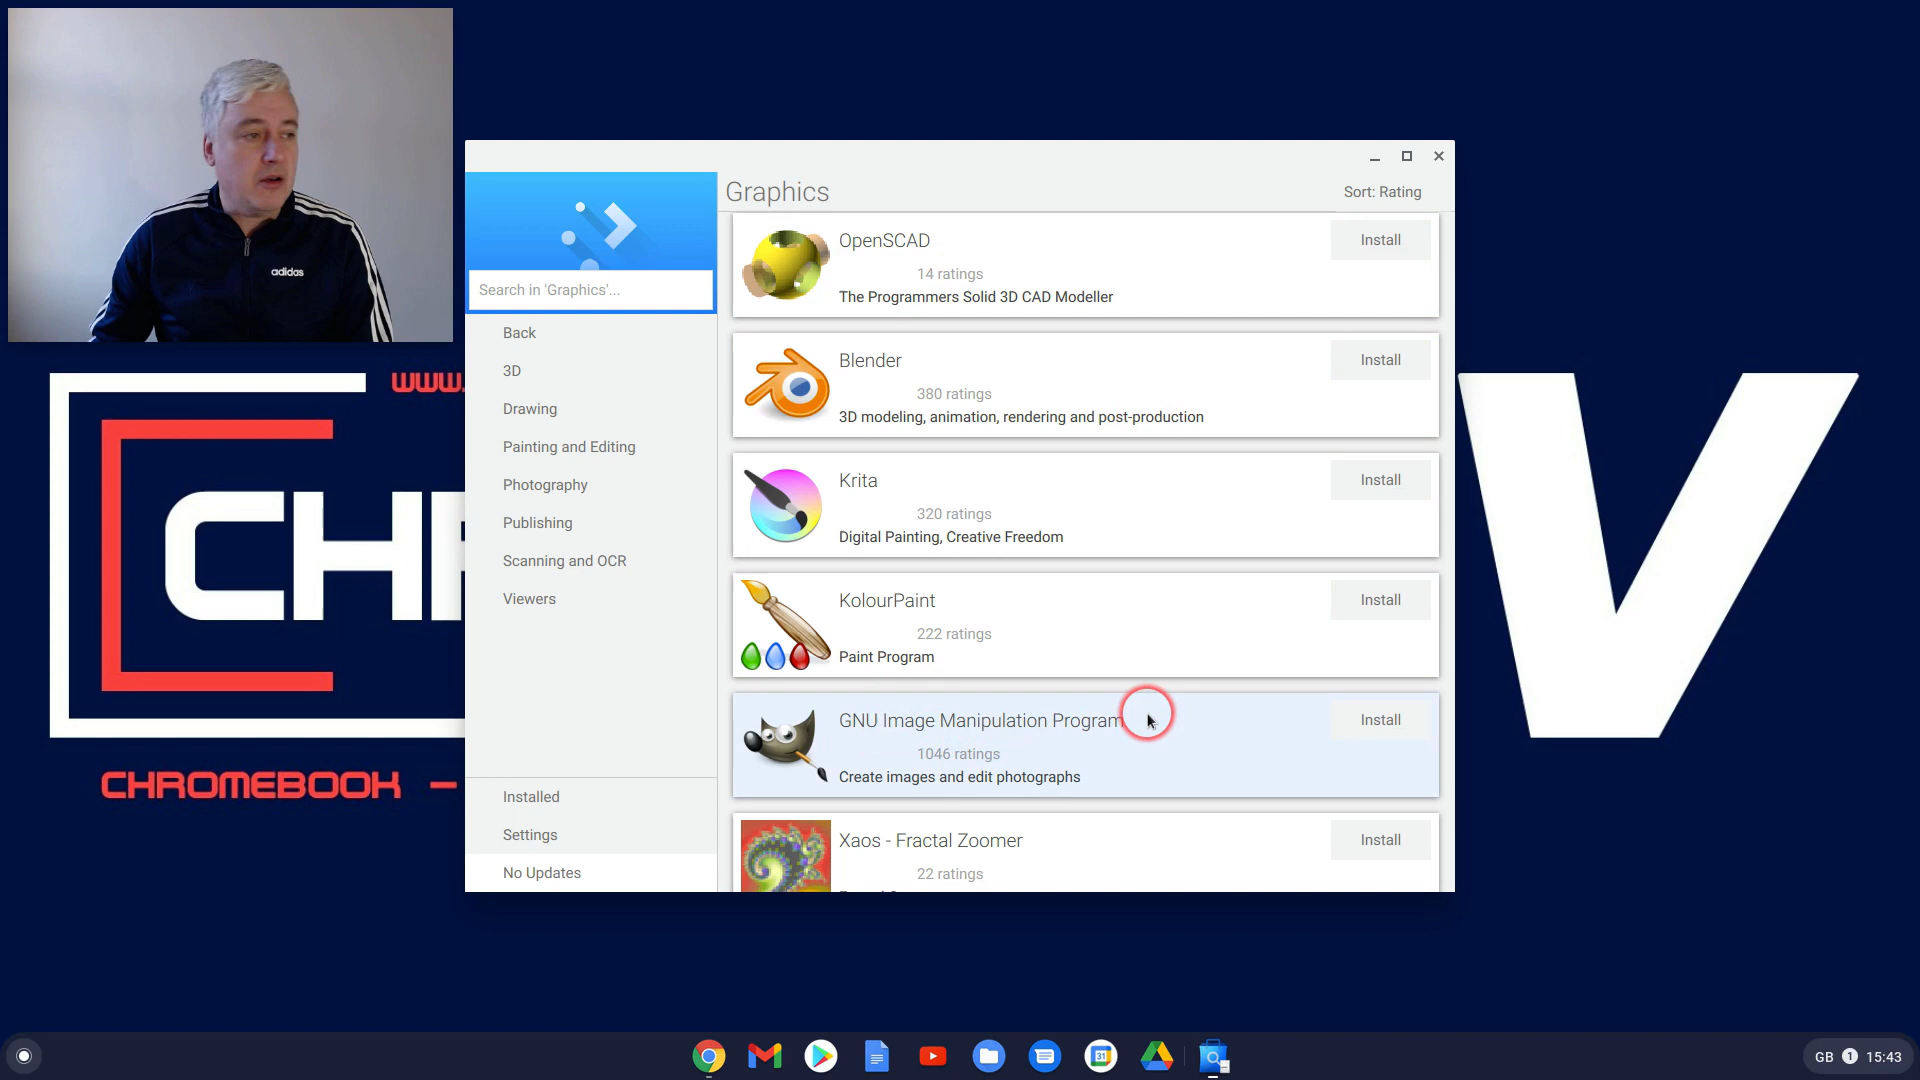 adidas
WWW.
CHR
V
CHROMEBOOK –
Graphics
Sort: Rating
Search in 'Graphics'...
Back
3D
Drawing
Painting and Editing
Photography
Publishing
Scanning and OCR
Viewers
Installed
Settings
No Updates
OpenSCAD
Install
14 ratings
The Programmers Solid 3D CAD Modeller
Blender
Install
380 ratings
3D modeling, animation, rendering and post-production
Krita
Install
320 ratings
Digital Painting, Creative Freedom
KolourPaint
Install
222 ratings
Paint Program
GNU Image Manipulation Program
Install
1046 ratings
Create images and edit photographs
Xaos - Fractal Zoomer
Install
22 ratings
31
GB 1 15:43